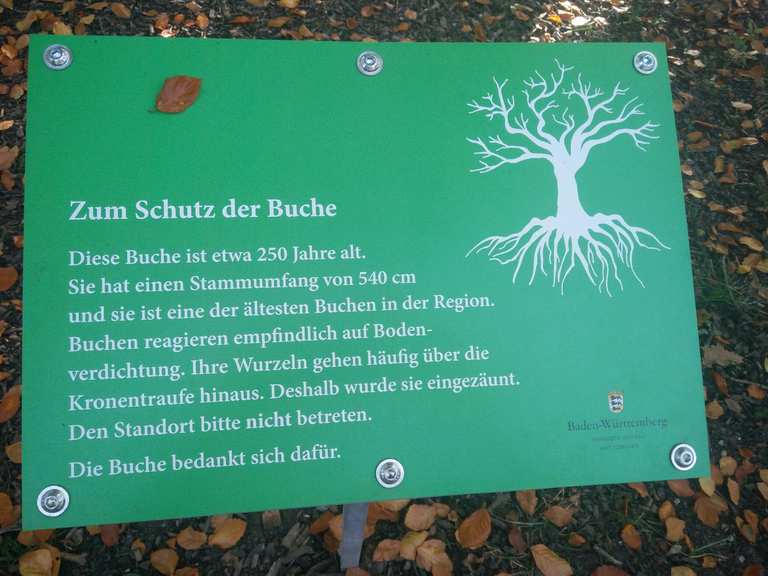 Zum Schutz der Buche
Diese Buche ist etwa 250 Jahre alt.
Sie hat einen Stammumfang von 540 cm
und sie ist eine der ältesten Buchen in der Region.
Buchen reagieren empfindlich auf Boden-
verdichtung. Ihre Wurzeln gehen häufig über die
Kronentraufe hinaus. Deshalb wurde sie eingezäunt.
Den Standort bitte nicht betreten.
Die Buche bedankt sich dafür.
Baden-Württemberg